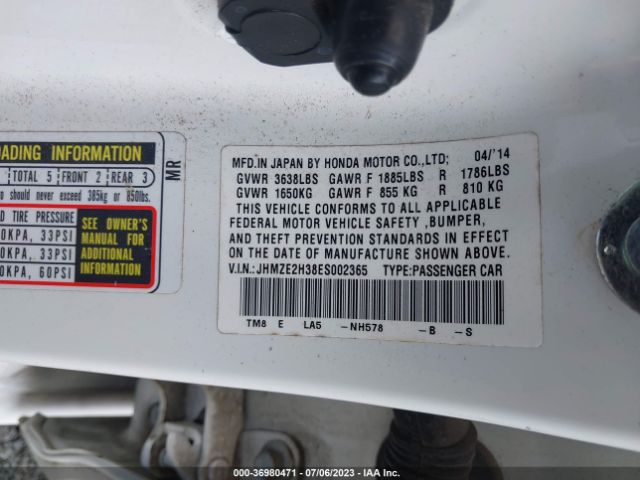 OADING INFORMATION
TOTAL 5 FRONT 2 REAR 3
o should never exceed 385kg or 850lbs.
D TIRE PRESSURE
0KPA, 33PSI
0KPA, 33PSI
0KPA, 60PSI
SEE OWNER'S
MANUAL FOR
ADDITIONAL
INFORMATION
MR
MFD.IN JAPAN BY HONDA MOTOR CO.,LTD; 04/'14
GVWR 3638LBS GAWR F 1885LBS R 1786LBS
GVWR 1650KG GAWR F 855 KG R 810 KG
THIS VEHICLE CONFORMS TO ALL APPLICABLE
FEDERAL MOTOR VEHICLE SAFETY ,BUMPER,
AND THEFT PREVENTION STANDARDS IN EFFECT
ON THE DATE OF MANUFACTURE SHOWN ABOVE.
V.I.N.: JHMZE2H38ES002365 TYPE:PASSENGER CAR
TM8 E LA5 -NH578 -B -S
0-36980471 - 07/06/2023 - IAA Inc.